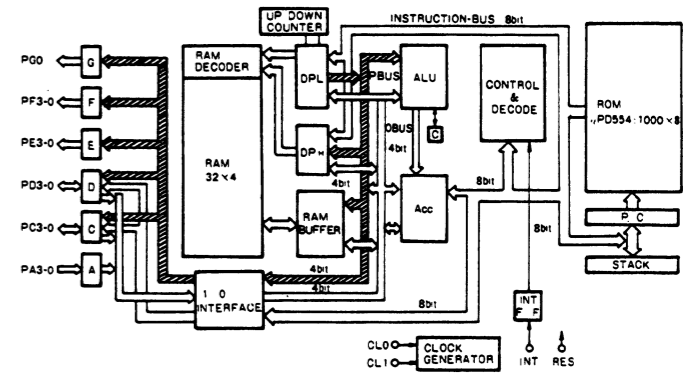 UP DOWN
COUNTER
INSTRUCTION-BUS 8bit
PG0
G
RAM
DECODER
DPL
PBUS
ALU
CONTROL
&
DECODE
ROM
μPD554:1000×8
PF3-0
F
C
PE3-0
E
RAM
32×4
DPH
OBUS
4bit
PD3-0
D
4bit
4bit
8bit
Acc
PC3-0
C
RAM
BUFFER
8bit
P C
STACK
PA3-0
A
4bit
4bit
I O
INTERFACE
8bit
INT
F F
CL0
CL1
CLOCK
GENERATOR
INT
RES